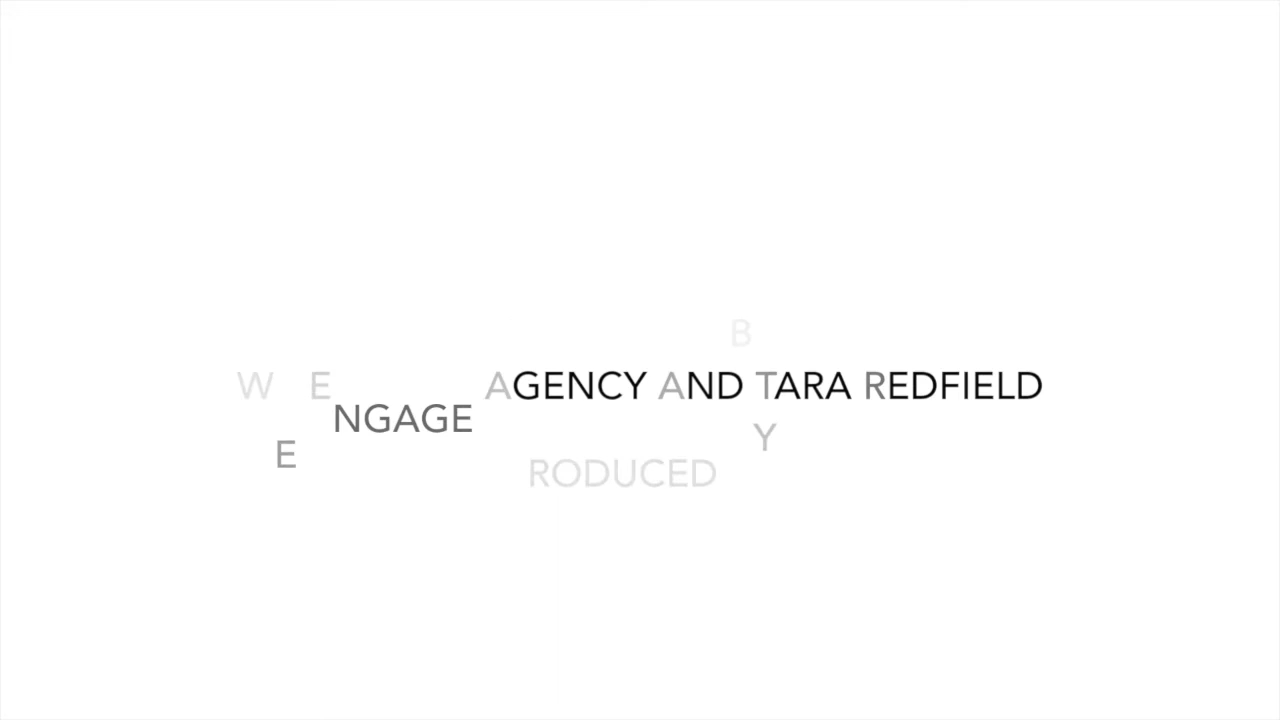 B
W E AGENCY AND TARA REDFIELD
NGAGE
Y
E
RODUCED